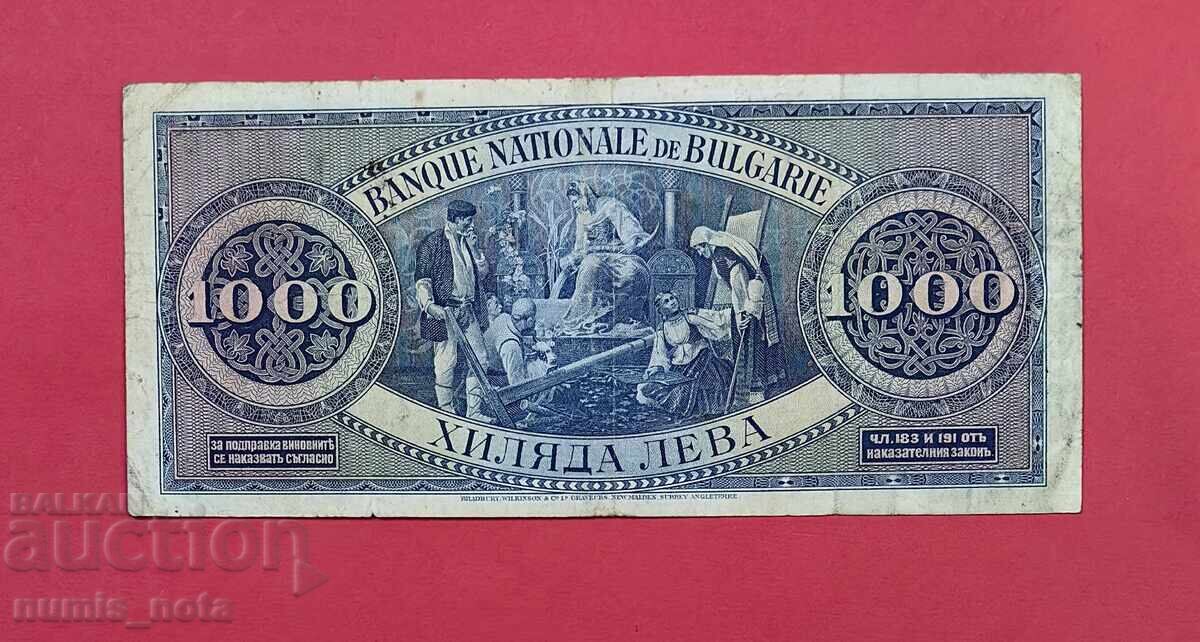 BANQUE NATIONALE DE BULGARIE
1000
1000
ХИЛЯДА ЛЕВА
ЗА ПОДПРАВКА ВИНОВНИТѢ
СЕ НАКАЗВАТЪ СЪГЛАСНО
ЧЛ. 183 И 191 ОТЪ
НАКАЗАТЕЛНИЯ ЗАКОНЪ
BRADBURY, WILKINSON & Cº Lᵈ GRAVEURS, NEW MALDEN, SURREY ANGLETERRE
BALKAN
auction
numis_nota